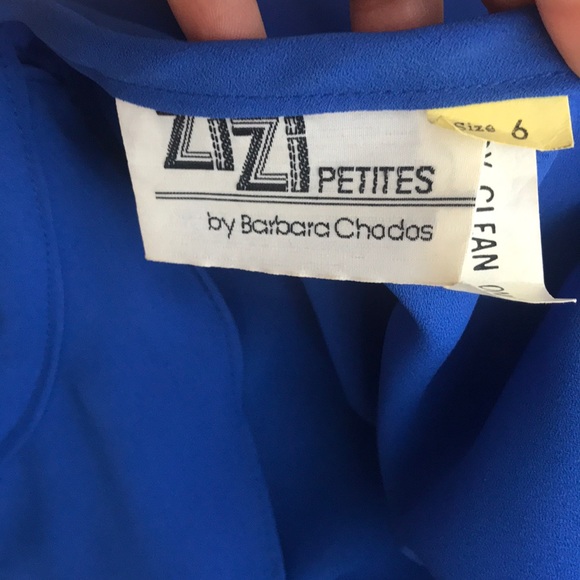 ZiZi PETITES
by Barbara Chodos
Size 6
CLEAN